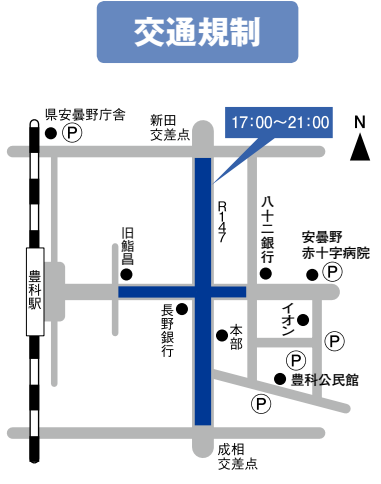 交通規制
17:00〜21:00
N
県安曇野庁舎
P
新田
交差点
R147
八十二銀行
旧鮨昌
安曇野
赤十字病院
P
豊科駅
長野銀行
本部
イオン
P
P
豊科公民館
P
成相
交差点